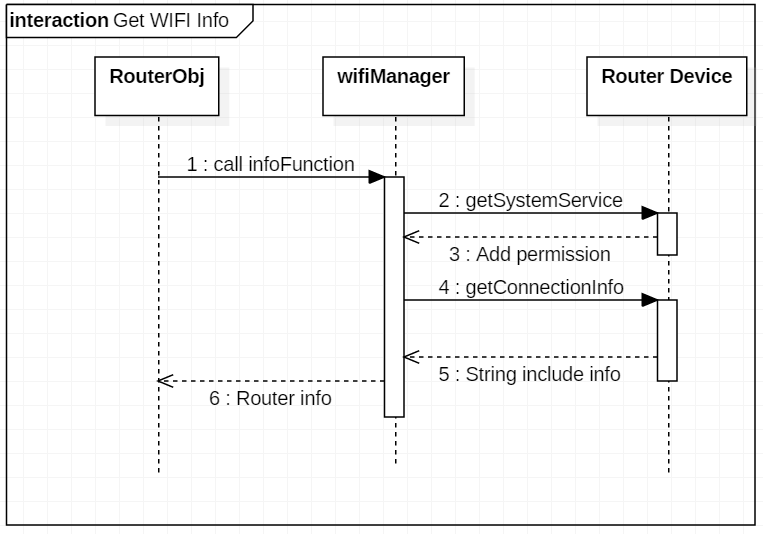 interaction Get WIFI Info
RouterObj
wifiManager
Router Device
1 : call infoFunction
2 : getSystemService
3 : Add permission
4 : getConnectionInfo
5 : String include info
6 : Router info